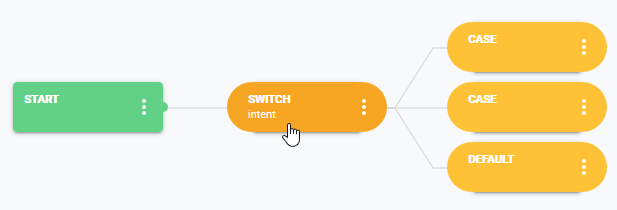 START
SWITCH
intent
CASE
CASE
DEFAULT